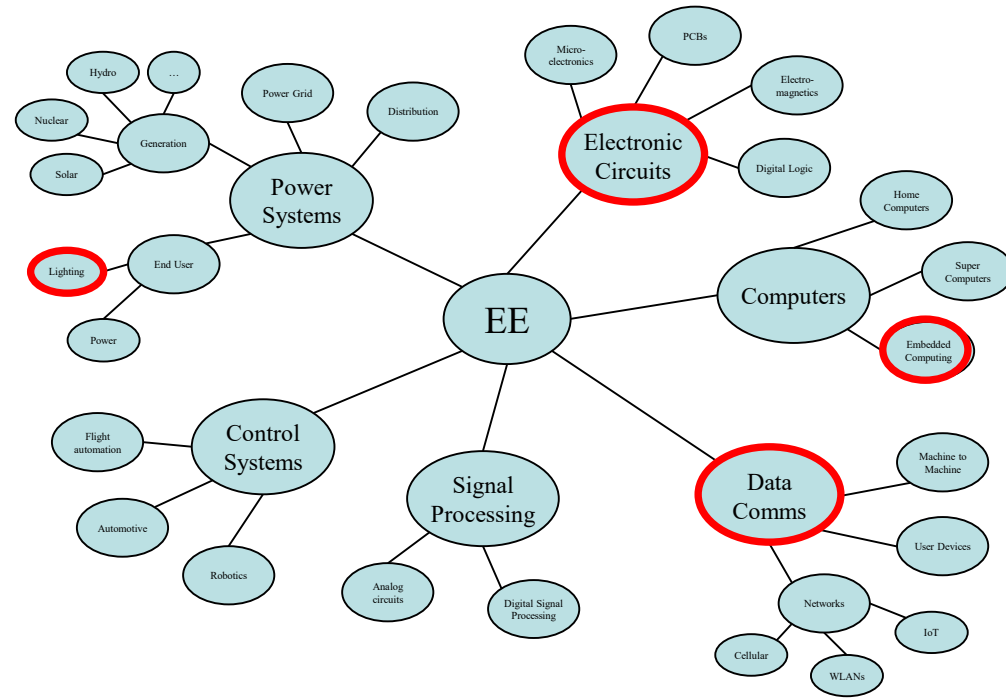 Hydro
...
Nuclear
Generation
Solar
Power Grid
Distribution
Power
Systems
Lighting
End User
Power
Micro-
electronics
PCBs
Electro-
magnetics
Electronic
Circuits
Digital Logic
Home
Computers
Super
Computers
Computers
Embedded
Computing
EE
Flight
automation
Control
Systems
Automotive
Robotics
Signal
Processing
Analog
circuits
Digital Signal
Processing
Data
Comms
Machine to
Machine
User Devices
Networks
IoT
Cellular
WLANs